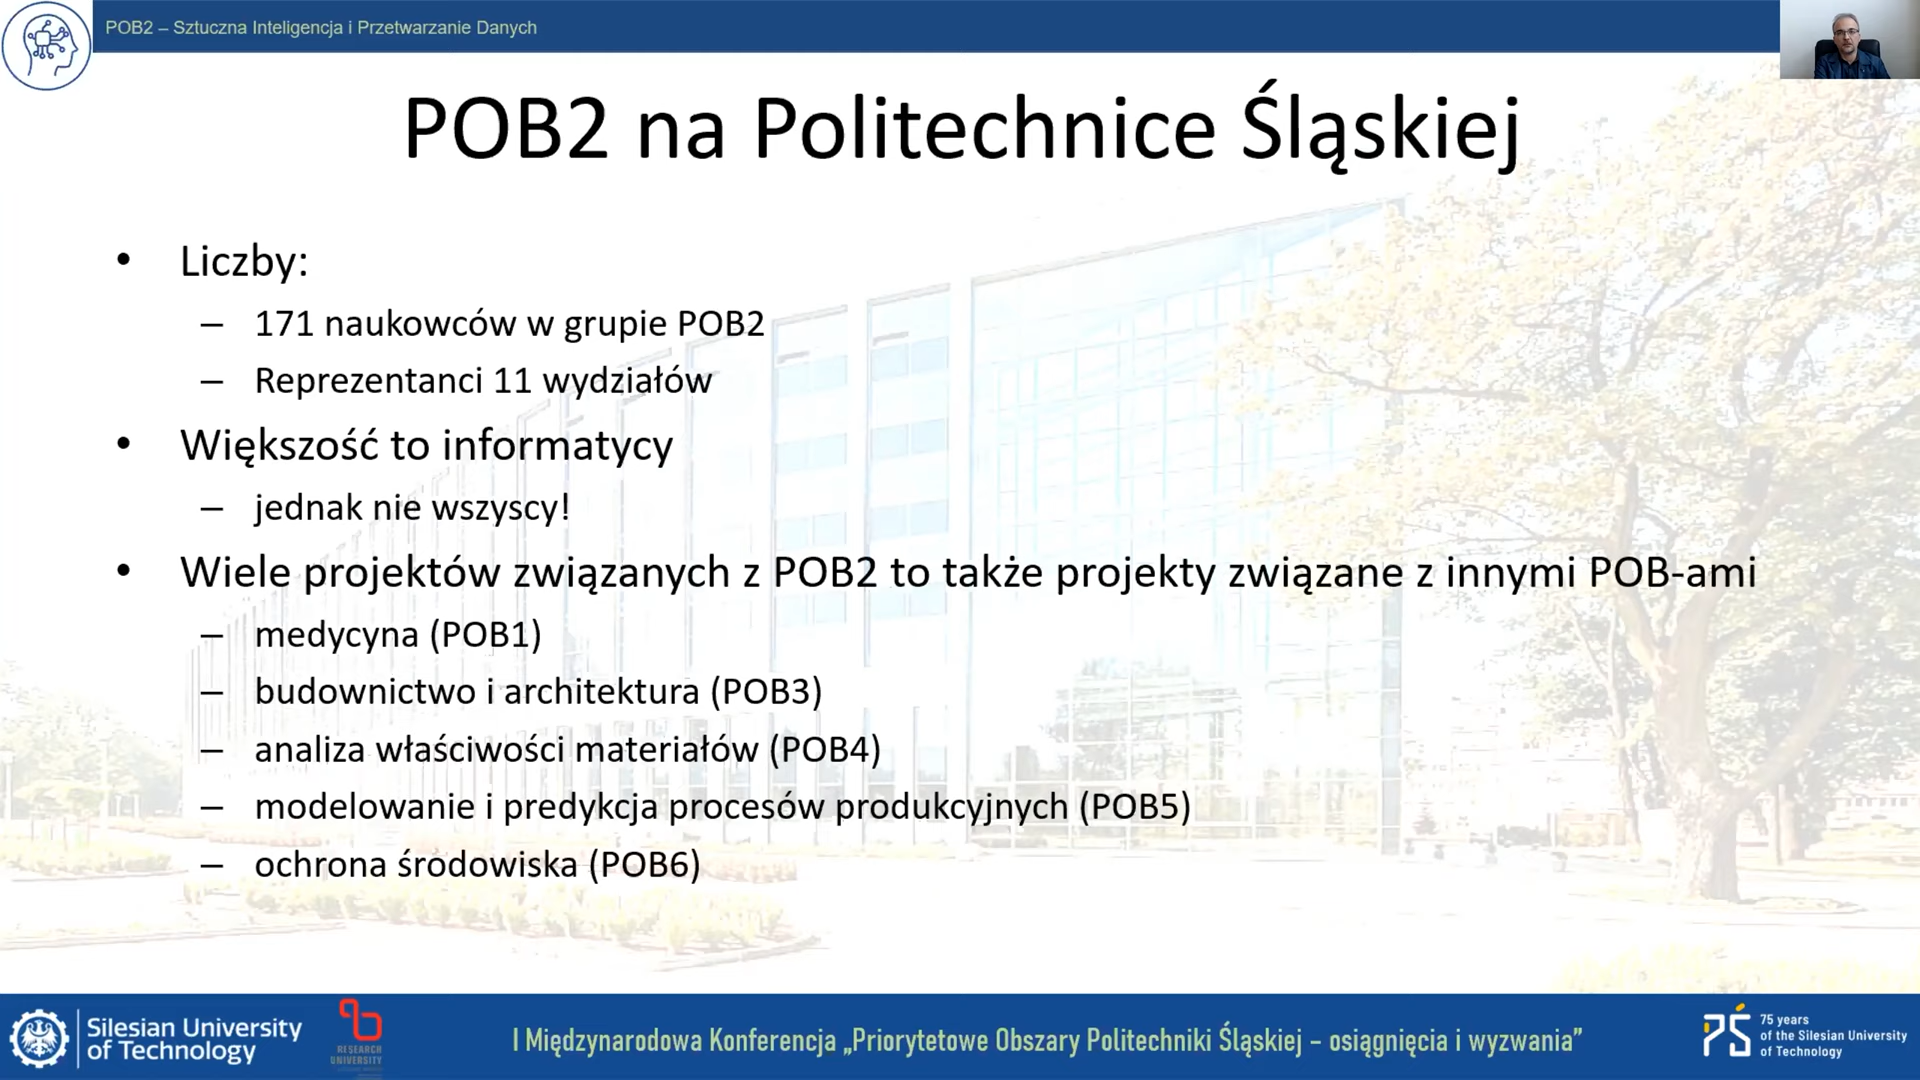 POB2 – Sztuczna Inteligencja i Przetwarzanie Danych
POB2 na Politechnice Śląskiej
• Liczby:
– 171 naukowców w grupie POB2
– Reprezentanci 11 wydziałów
• Większość to informatycy
– jednak nie wszyscy!
• Wiele projektów związanych z POB2 to także projekty związane z innymi POB-ami
– medycyna (POB1)
– budownictwo i architektura (POB3)
– analiza właściwości materiałów (POB4)
– modelowanie i predykcja procesów produkcyjnych (POB5)
– ochrona środowiska (POB6)
Silesian University
of Technology
RESEARCH
UNIVERSITY
I Międzynarodowa Konferencja „Priorytetowe Obszary Politechniki Śląskiej – osiągnięcia i wyzwania”
PŚ
75 years
of the Silesian University
of Technology